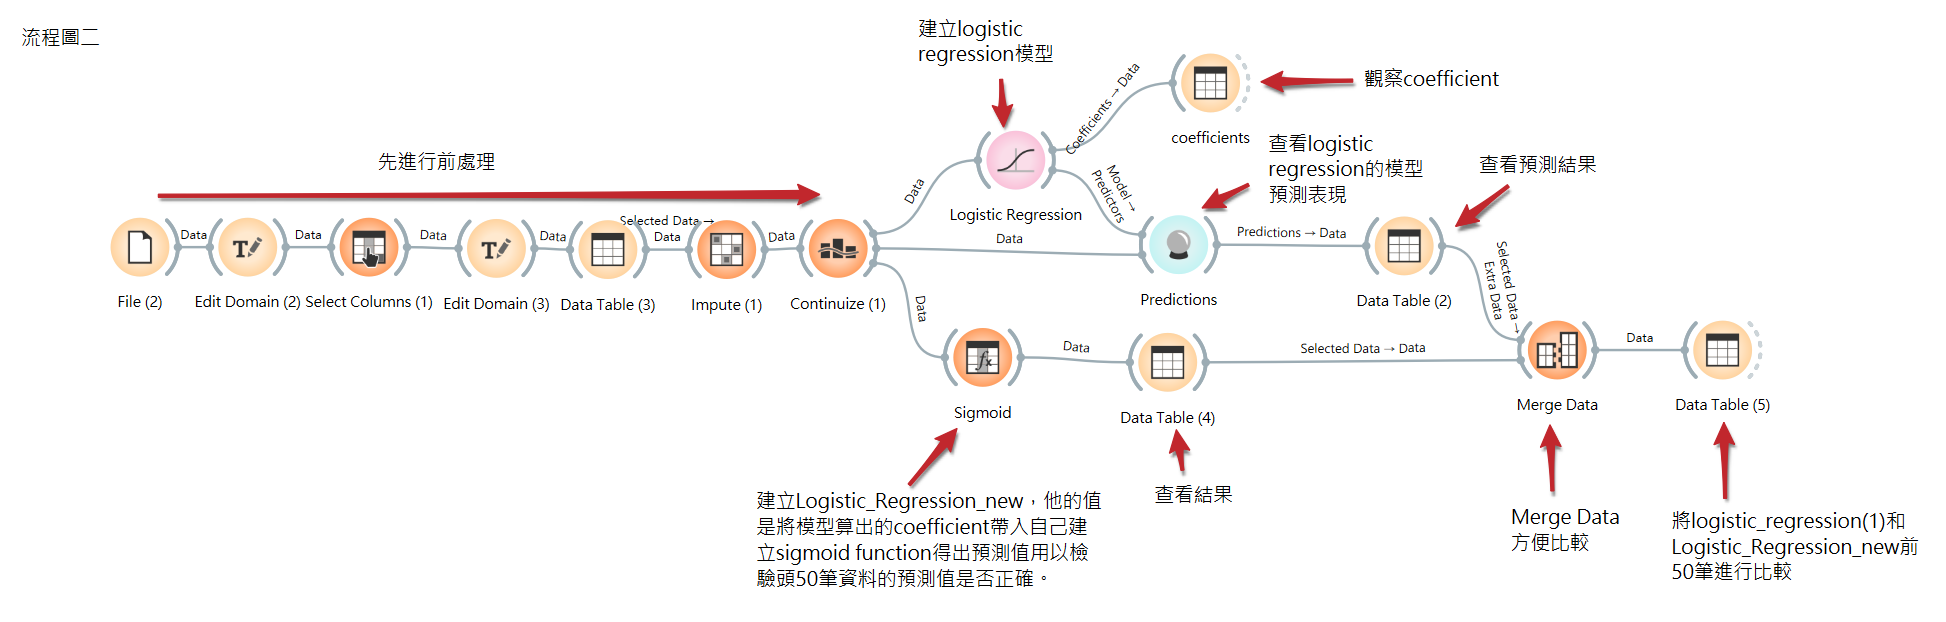 流程圖二
建立logistic
regression模型
觀察coefficient
Coefficients → Data
coefficients
先進行前處理
查看logistic
regression的模型
預測表現
查看預測結果
Data
Model →
Predictors
Logistic Regression
Data
Data
Data
Data
Selected Data →
Data
Data
Data
Predictions → Data
Selected Data →
Extra Data
File (2)
Edit Domain (2)
Select Columns (1)
Edit Domain (3)
Data Table (3)
Impute (1)
Continuize (1)
Predictions
Data Table (2)
Data
Data
Selected Data → Data
Data
Sigmoid
Data Table (4)
Merge Data
Data Table (5)
建立Logistic_Regression_new，他的值
是將模型算出的coefficient帶入自己建
立sigmoid function得出預測值用以檢
驗頭50筆資料的預測值是否正確。
查看結果
Merge Data
方便比較
將logistic_regression(1)和
Logistic_Regression_new前
50筆進行比較